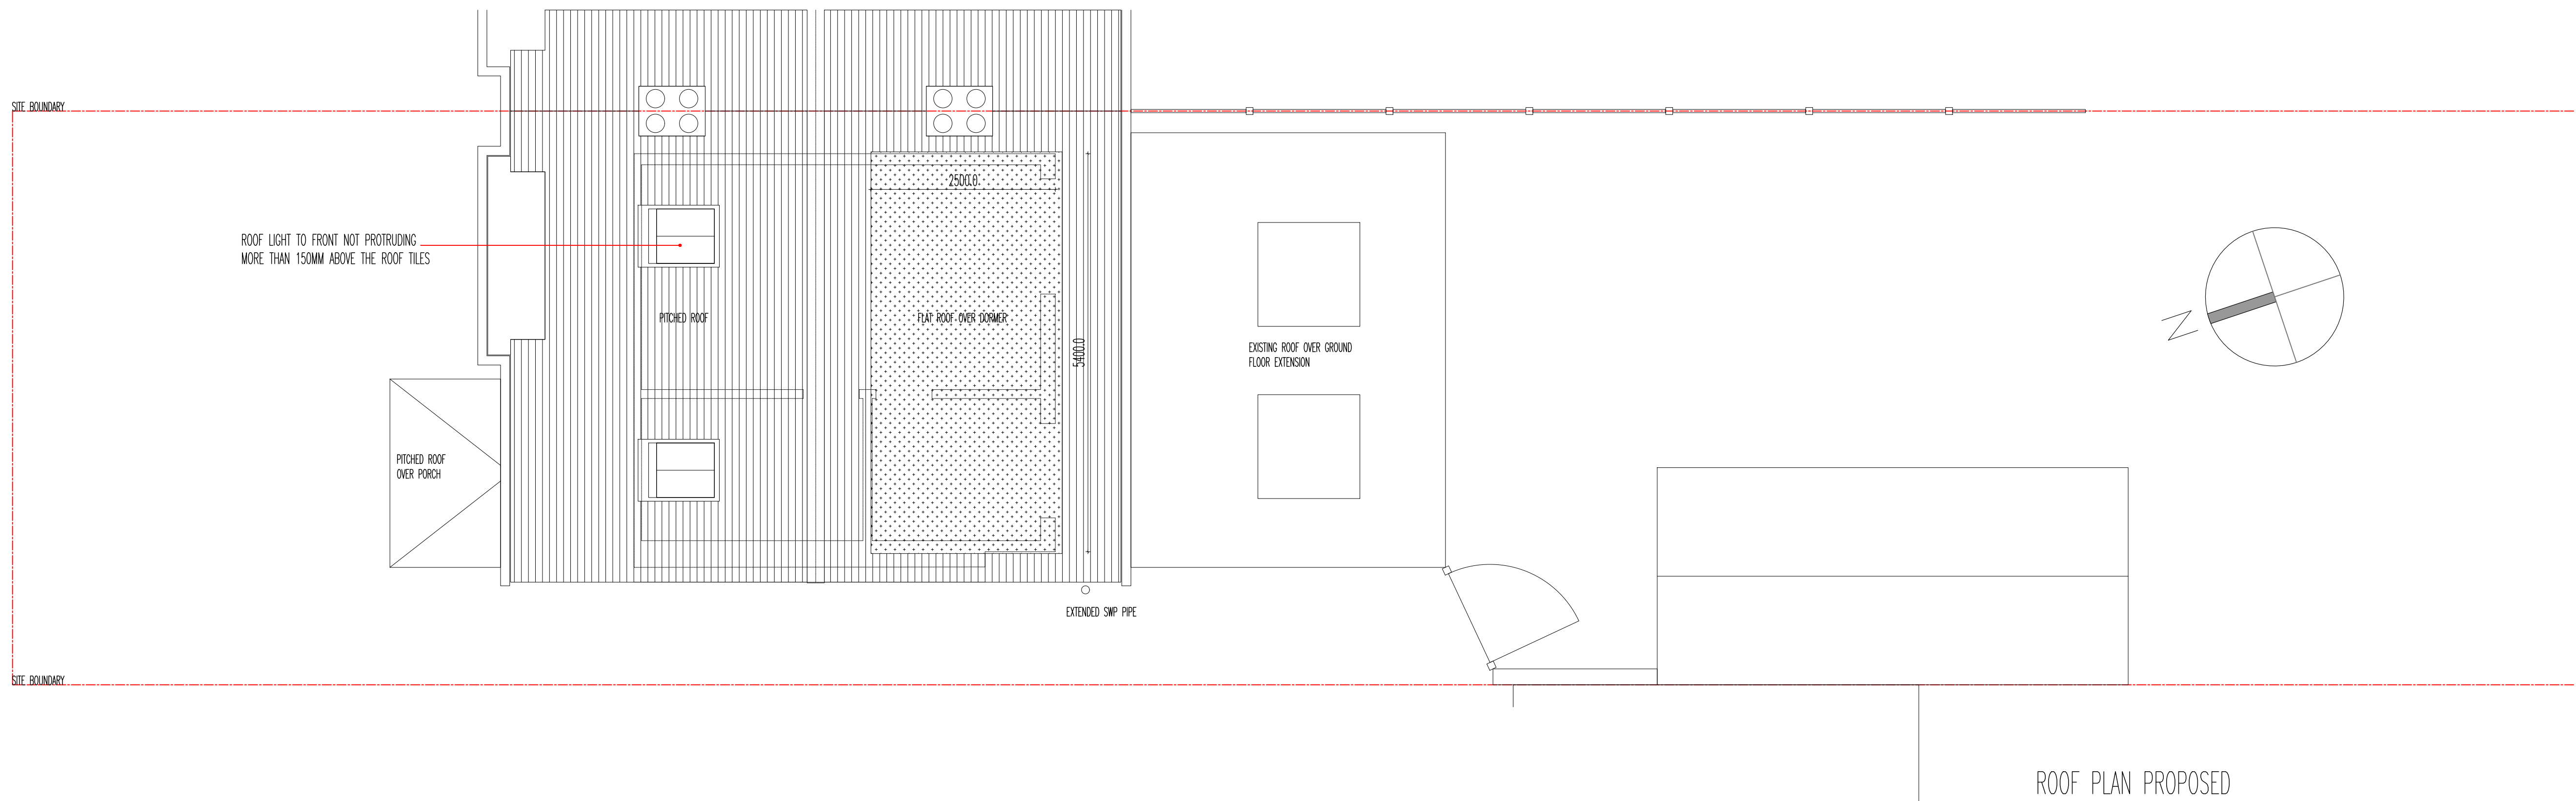 SITE BOUNDARY
2500.0
ROOF LIGHT TO FRONT NOT PROTRUDING
MORE THAN 150MM ABOVE THE ROOF TILES
PITCHED ROOF
FLAT ROOF OVER DORMER
5400.0
EXISTING ROOF OVER GROUND
FLOOR EXTENSION
N
PITCHED ROOF
OVER PORCH
EXTENDED SWP PIPE
SITE BOUNDARY
ROOF PLAN PROPOSED